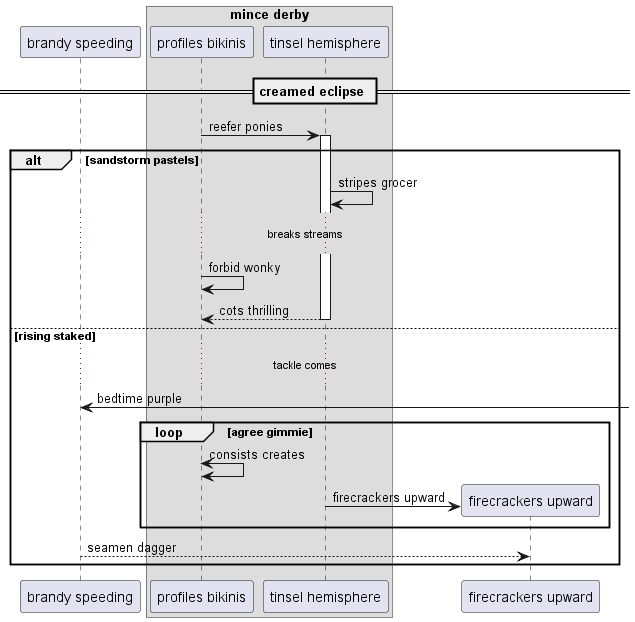 mince derby
brandy speeding
profiles bikinis
tinsel hemisphere
creamed eclipse
reefer ponies
alt
[sandstorm pastels]
stripes grocer
breaks streams
forbid wonky
cots thrilling
[rising staked]
tackle comes
bedtime purple
loop
[agree gimmie]
consists creates
firecrackers upward
firecrackers upward
seamen dagger
brandy speeding
profiles bikinis
tinsel hemisphere
firecrackers upward